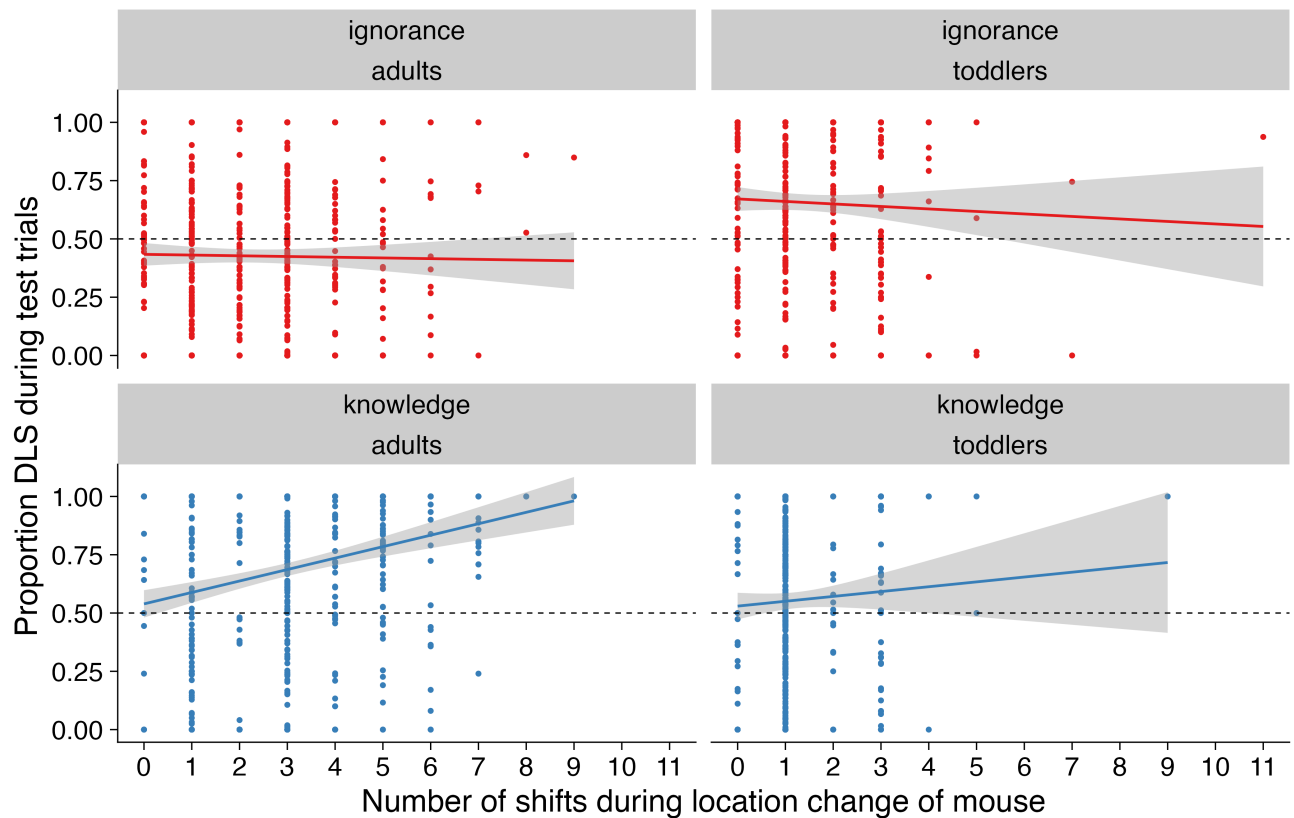 ignorance
adults
ignorance
toddlers
1.00
0.75
0.50
0.25
0.00
knowledge
adults
knowledge
toddlers
1.00
0.75
0.50
0.25
0.00
0 1 2 3 4 5 6 7 8 9 10 11
0 1 2 3 4 5 6 7 8 9 10 11
Number of shifts during location change of mouse
Proportion DLS during test trials